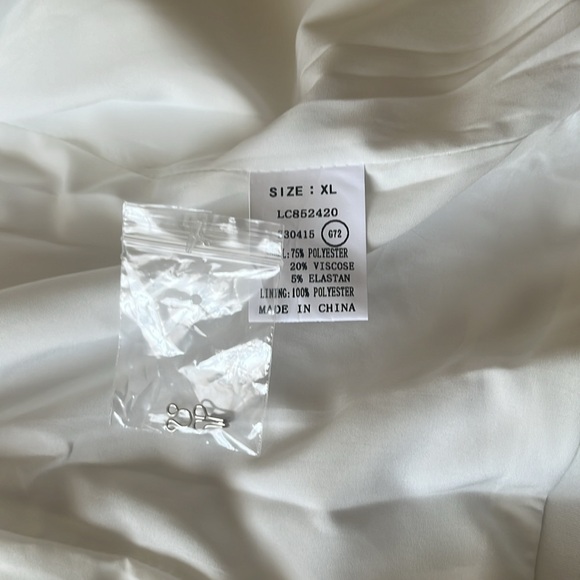 SIZE : XL
LC852420
30415 G72
:75% POLYESTER
20% VISCOSE
5% ELASTAN
LINING:100% POLYESTER
MADE IN CHINA